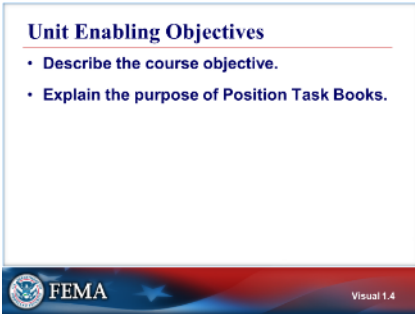 Unit Enabling Objectives
• Describe the course objective.
• Explain the purpose of Position Task Books.
FEMA
Visual 1.4